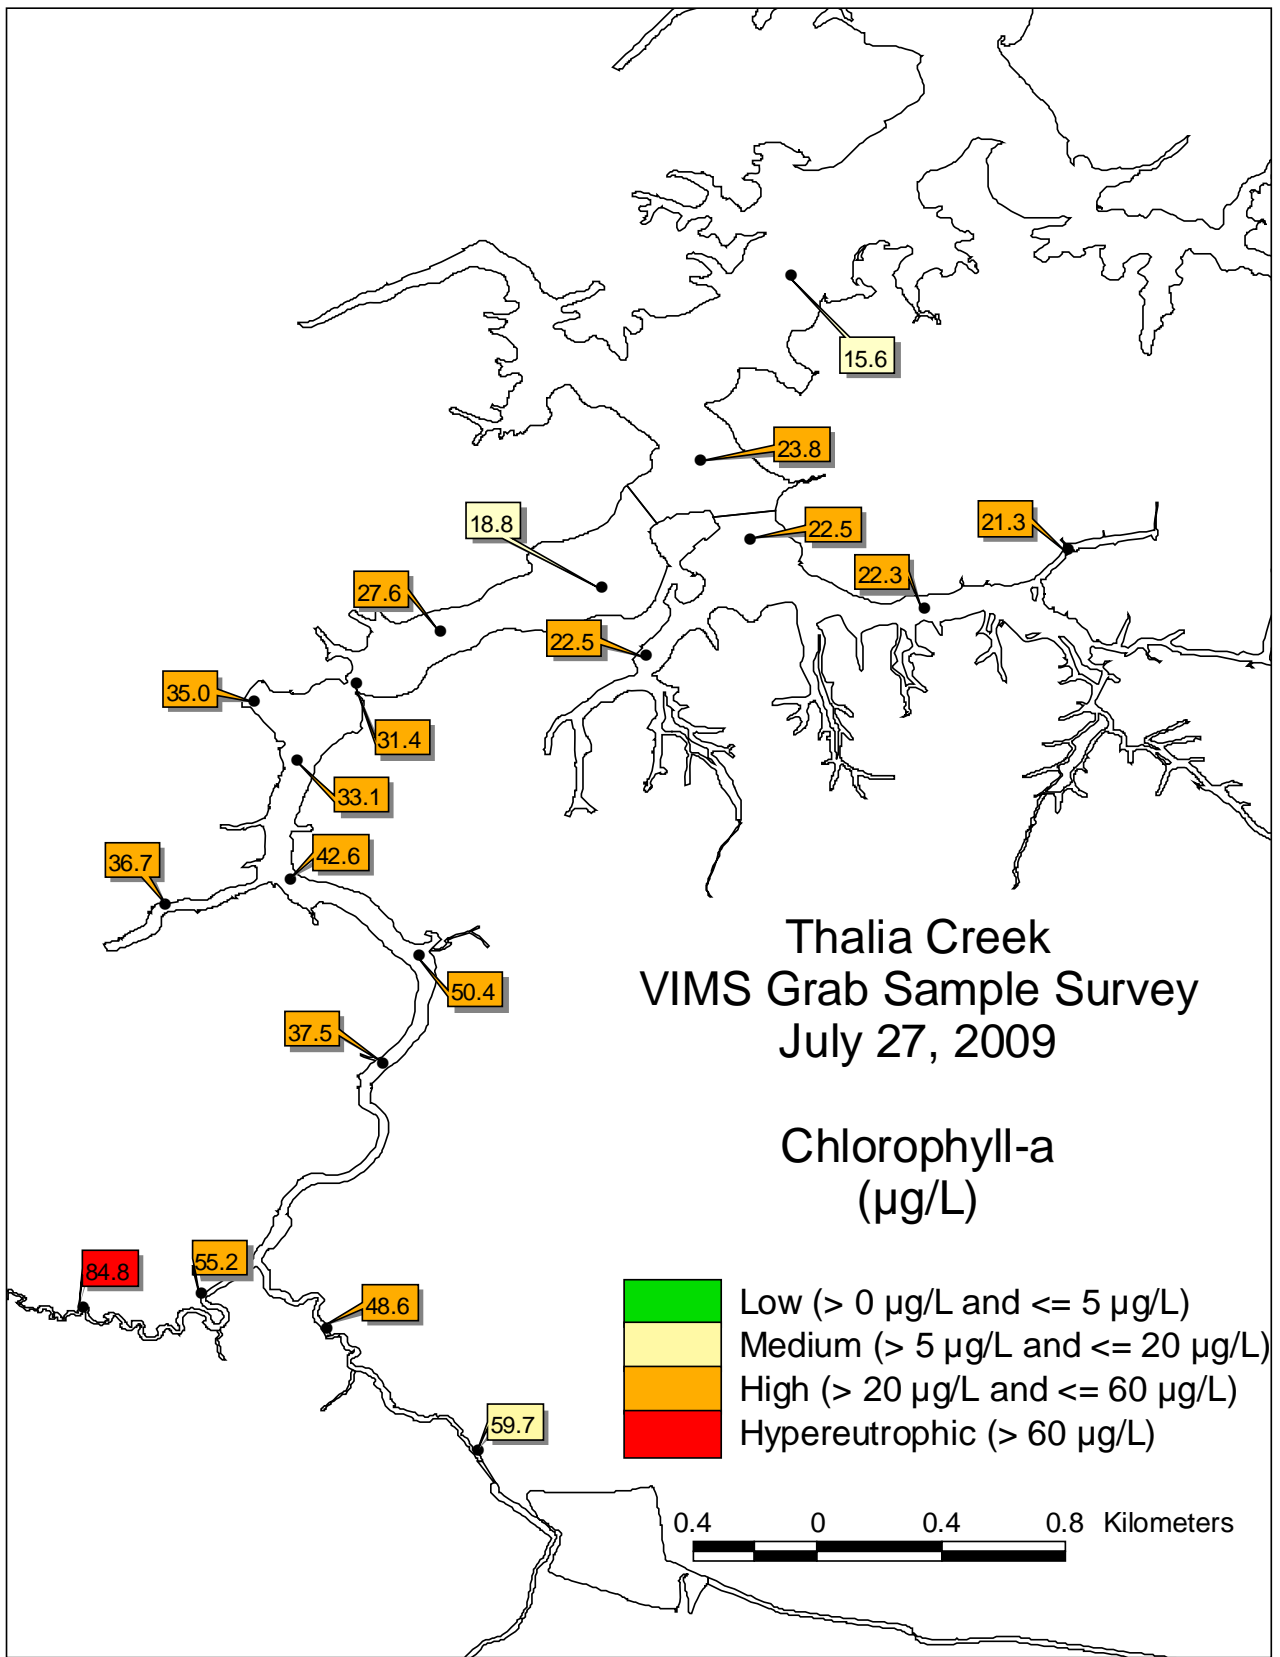 15.6
23.8
18.8
22.5
21.3
22.3
27.6
22.5
35.0
31.4
33.1
42.6
36.7
Thalia Creek
VIMS Grab Sample Survey
July 27, 2009
50.4
37.5
Chlorophyll-a
(µg/L)
84.8
55.2
48.6
Low (> 0 µg/L and <= 5 µg/L)
Medium (> 5 µg/L and <= 20 µg/L)
High (> 20 µg/L and <= 60 µg/L)
Hypereutrophic (> 60 µg/L)
59.7
0.4 0 0.4 0.8 Kilometers